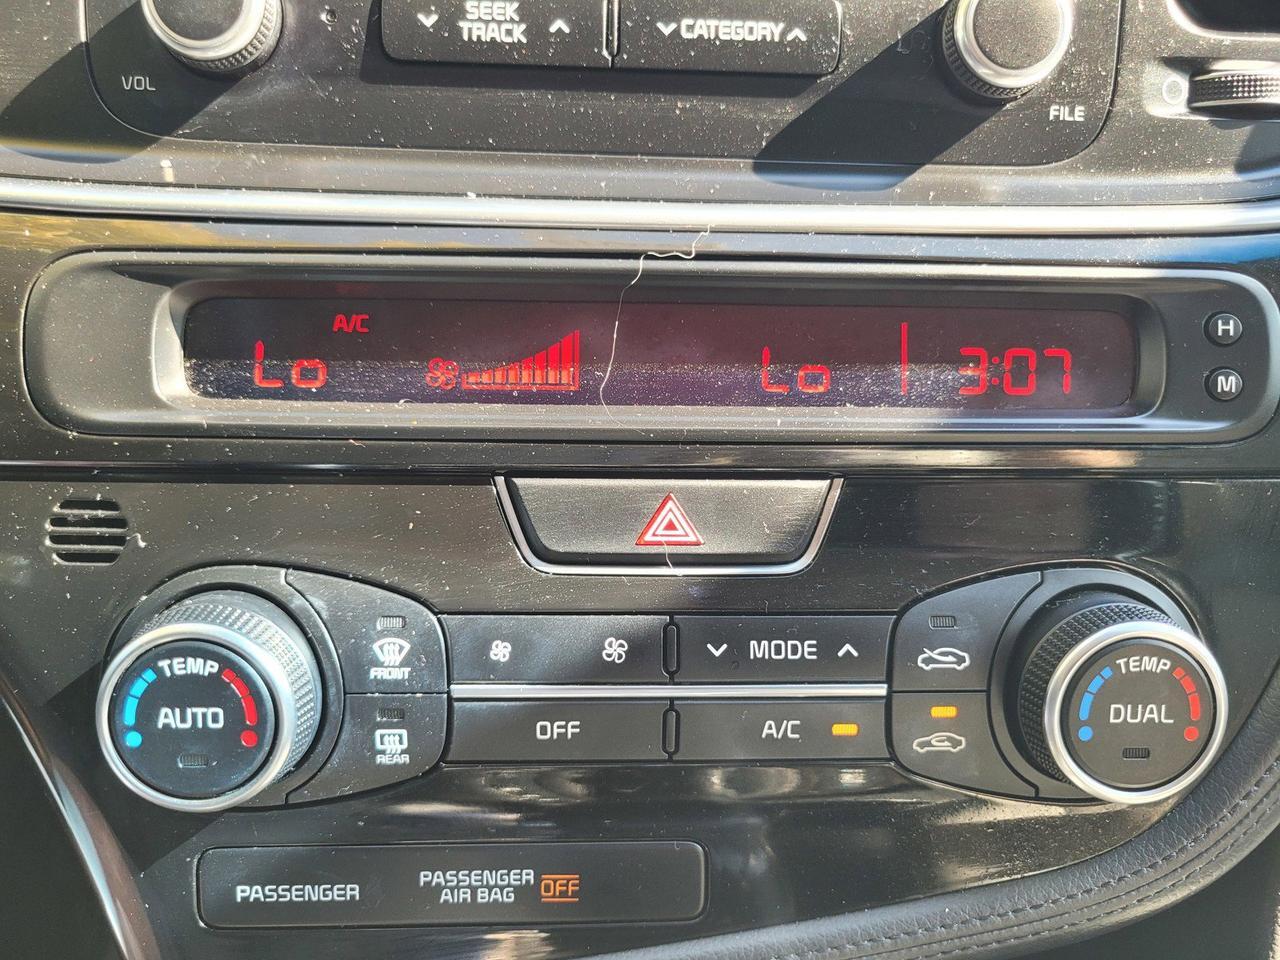 SEEK
TRACK
CATEGORY
VOL
FILE
A/C
Lo
Lo
3:07
H
M
TEMP
AUTO
FRONT
REAR
MODE
OFF
A/C
TEMP
DUAL
PASSENGER
PASSENGER
AIR BAG OFF